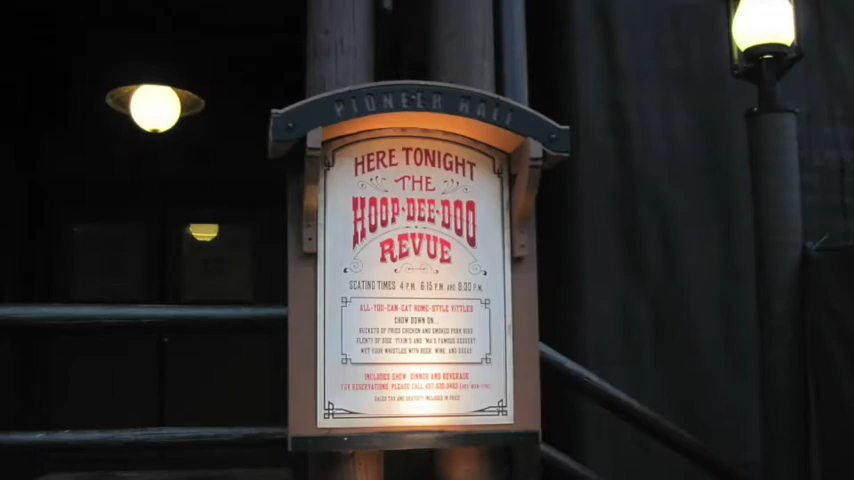 PIONEER HALL
HERE TONIGHT
THE
HOOP-DEE-DOO
REVUE
SEATING TIMES 4 P.M. 6:15 P.M. AND 8:30 P.M.
ALL-YOU-CAN-EAT HOME-STYLE VITTLES
CHOW DOWN ON...
BUCKETS OF FRIED CHICKEN AND SMOKED PORK RIBS
PLENTY OF SIDE "FIXIN'S AND "MA'S FAMOUS DESSERT
WET YOUR WHISTLES WITH BEER, WINE, AND
INCLUDES SHOW, DINNER AND BEVERAGE
FOR RESERVATIONS, PLEASE CALL
SALES TAX AND GRATUITY INCLUDED IN PRICE